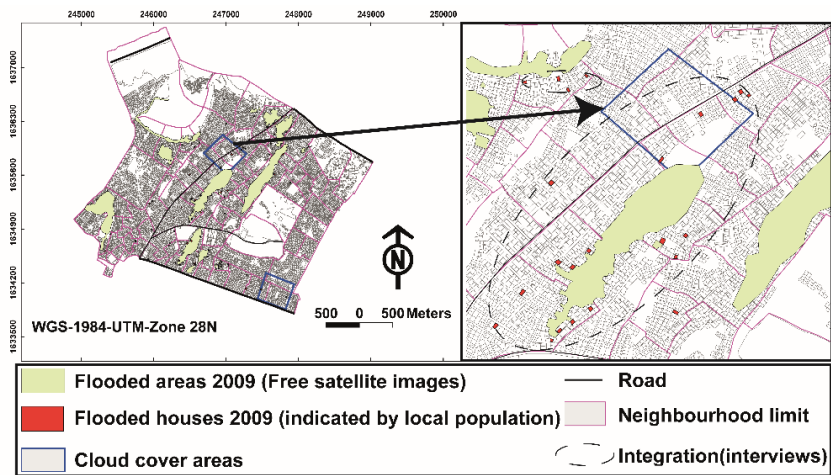 245000 246000 247000 248000 249000 250000
1637000
1636300
1635600
1634900
1634200
1633500
N
WGS-1984-UTM-Zone 28N
500 0 500 Meters
Flooded areas 2009 (Free satellite images)
Flooded houses 2009 (indicated by local population)
Cloud cover areas
Road
Neighbourhood limit
Integration(interviews)